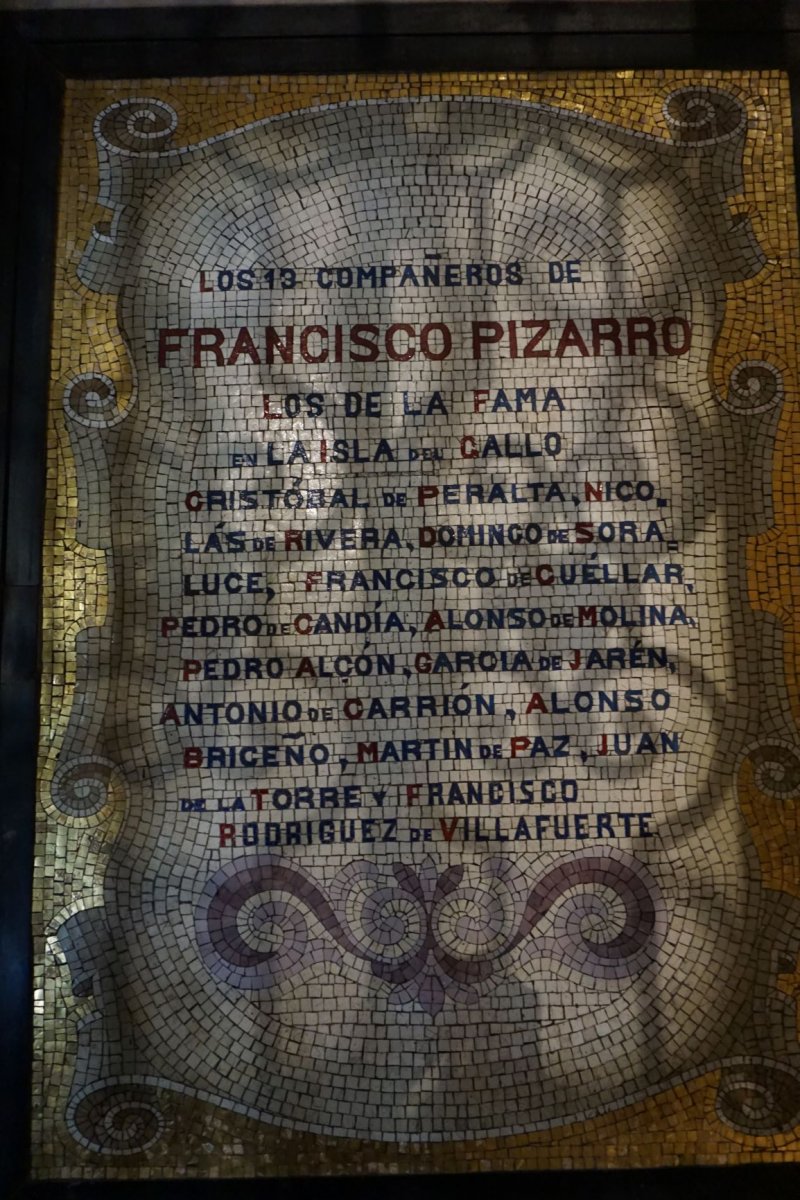 LOS 13 COMPAÑEROS DE
FRANCISCO PIZARRO
LOS DE LA FAMA
EN LA ISLA DEL GALLO
CRISTÓBAL DE PERALTA, NICO-
LÁS DE RIVERA, DOMINGO DE SORA=
LUCE, FRANCISCO DE CUÉLLAR,
PEDRO DE CANDÍA, ALONSO DE MOLINA,
PEDRO ALÇÓN, GARCIA DE JARÉN,
ANTONIO DE CARRIÓN, ALONSO
BRICEÑO, MARTIN DE PAZ, JUAN
DE LA TORRE Y FRANCISCO
RODRIGUEZ DE VILLAFUERTE